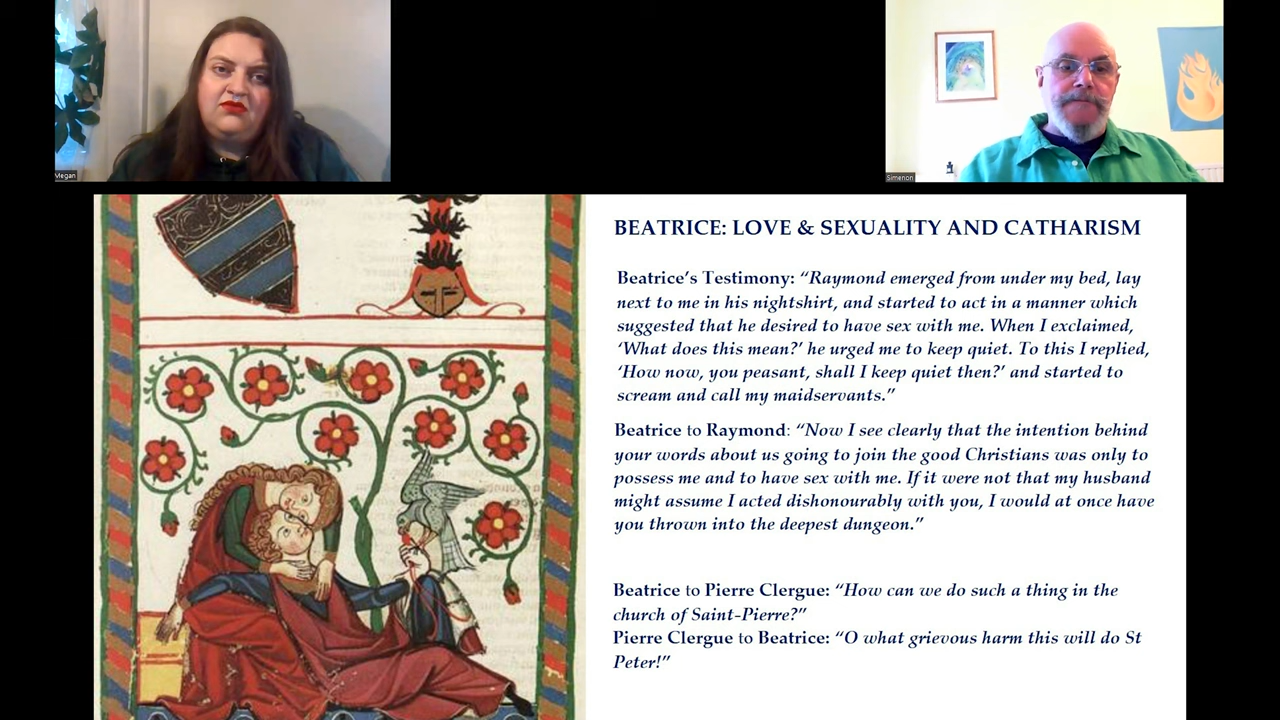 Megan
Simenon
BEATRICE: LOVE & SEXUALITY AND CATHARISM
Beatrice's Testimony: “Raymond emerged from under my bed, lay
next to me in his nightshirt, and started to act in a manner which
suggested that he desired to have sex with me. When I exclaimed,
‘What does this mean?’ he urged me to keep quiet. To this I replied,
‘How now, you peasant, shall I keep quiet then?’ and started to
scream and call my maidservants.”
Beatrice to Raymond: “Now I see clearly that the intention behind
your words about us going to join the good Christians was only to
possess me and to have sex with me. If it were not that my husband
might assume I acted dishonourably with you, I would at once have
you thrown into the deepest dungeon.”
Beatrice to Pierre Clergue: “How can we do such a thing in the
church of Saint-Pierre?”
Pierre Clergue to Beatrice: “O what grievous harm this will do St
Peter!”